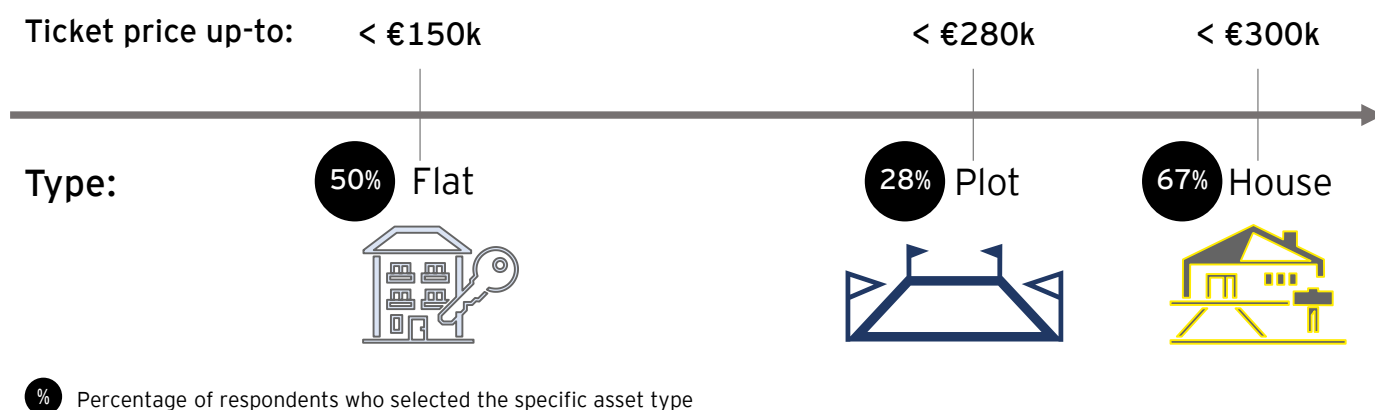 Ticket price up-to: < €150k < €280k < €300k
Type: 50% Flat 28% Plot 67% House
% Percentage of respondents who selected the specific asset type